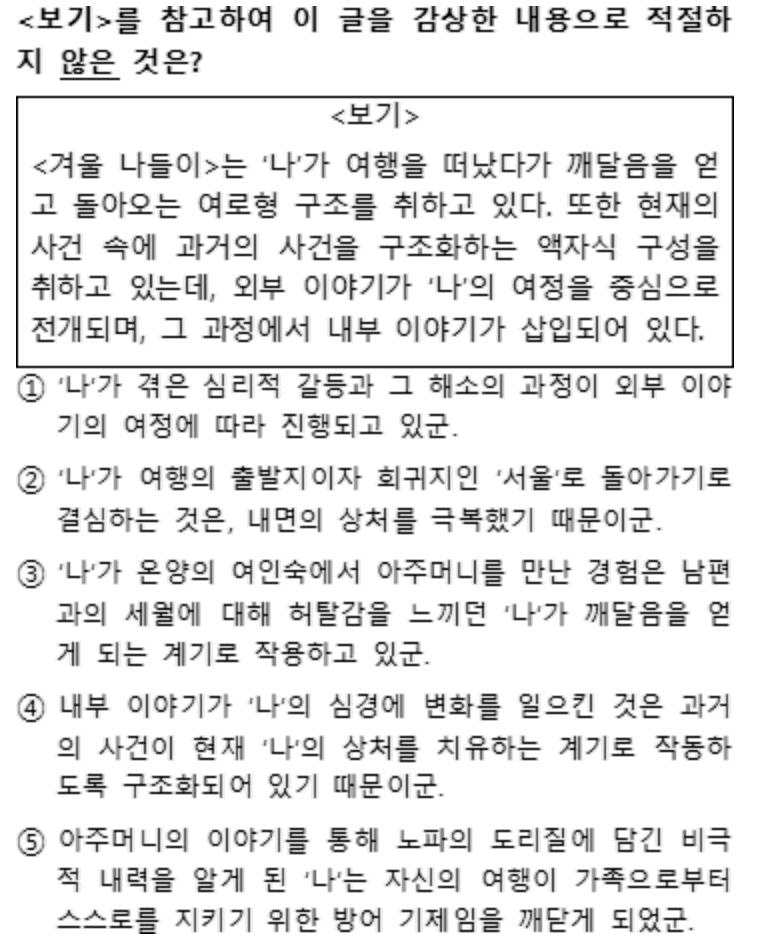 <보기>를 참고하여 이 글을 감상한 내용으로 적절하
지 않은 것은?
<보기>
<겨울 나들이>는 '나'가 여행을 떠났다가 깨달음을 얻
고 돌아오는 여로형 구조를 취하고 있다. 또한 현재의
사건 속에 과거의 사건을 구조화하는 액자식 구성을
취하고 있는데, 외부 이야기가 '나'의 여정을 중심으로
전개되며, 그 과정에서 내부 이야기가 삽입되어 있다.
① '나'가 겪은 심리적 갈등과 그 해소의 과정이 외부 이야
기의 여정에 따라 진행되고 있군.
② '나'가 여행의 출발지이자 회귀지인 '서울'로 돌아가기로
결심하는 것은, 내면의 상처를 극복했기 때문이군.
③ '나'가 온양의 여인숙에서 아주머니를 만난 경험은 남편
과의 세월에 대해 허탈감을 느끼던 '나'가 깨달음을 얻
게 되는 계기로 작용하고 있군.
④ 내부 이야기가 '나'의 심경에 변화를 일으킨 것은 과거
의 사건이 현재 '나'의 상처를 치유하는 계기로 작동하
도록 구조화되어 있기 때문이군.
⑤ 아주머니의 이야기를 통해 노파의 도리질에 담긴 비극
적 내력을 알게 된 '나'는 자신의 여행이 가족으로부터
스스로를 지키기 위한 방어 기제임을 깨닫게 되었군.